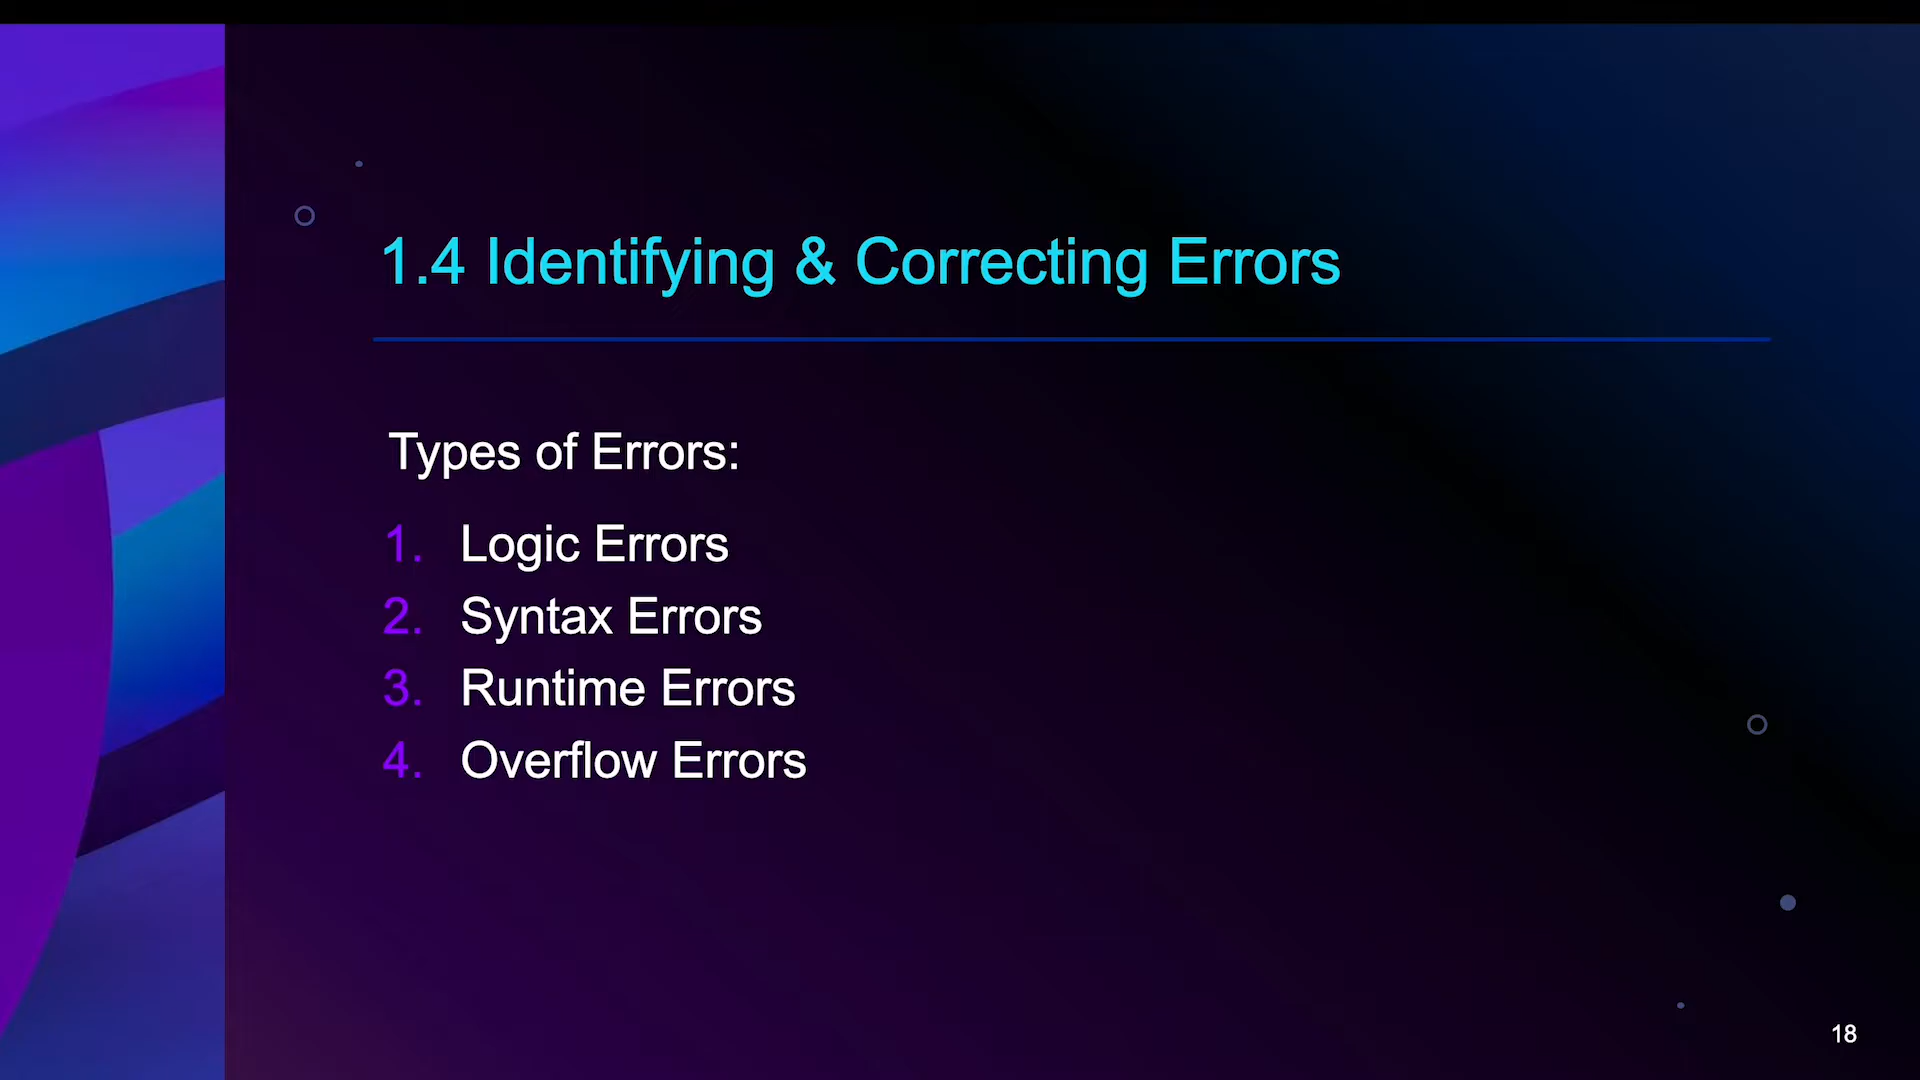 1.4 Identifying & Correcting Errors
Types of Errors:
1. Logic Errors
2. Syntax Errors
3. Runtime Errors
4. Overflow Errors
18